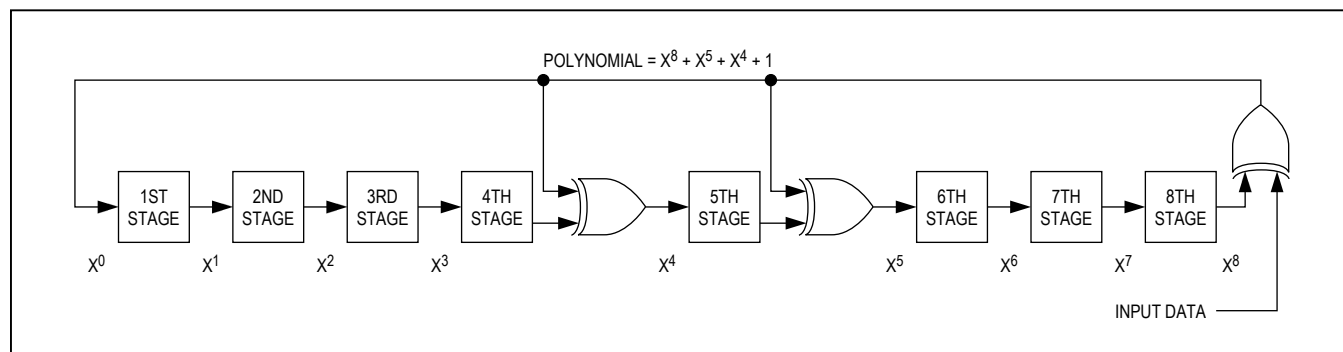 POLYNOMIAL = X⁸ + X⁵ + X⁴ + 1
1ST
STAGE
2ND
STAGE
3RD
STAGE
4TH
STAGE
5TH
STAGE
6TH
STAGE
7TH
STAGE
8TH
STAGE
X⁰
X¹
X²
X³
X⁴
X⁵
X⁶
X⁷
X⁸
INPUT DATA